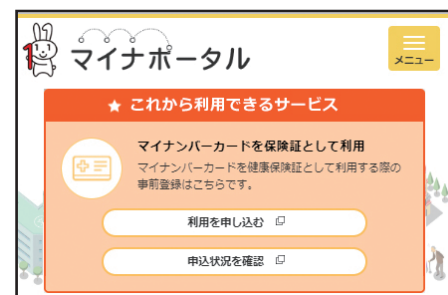 マイナポータル
メニュー
★ これから利用できるサービス
マイナンバーカードを保険証として利用
マイナンバーカードを健康保険証として利用する際の
事前登録はこちらです。
利用を申し込む
申込状況を確認